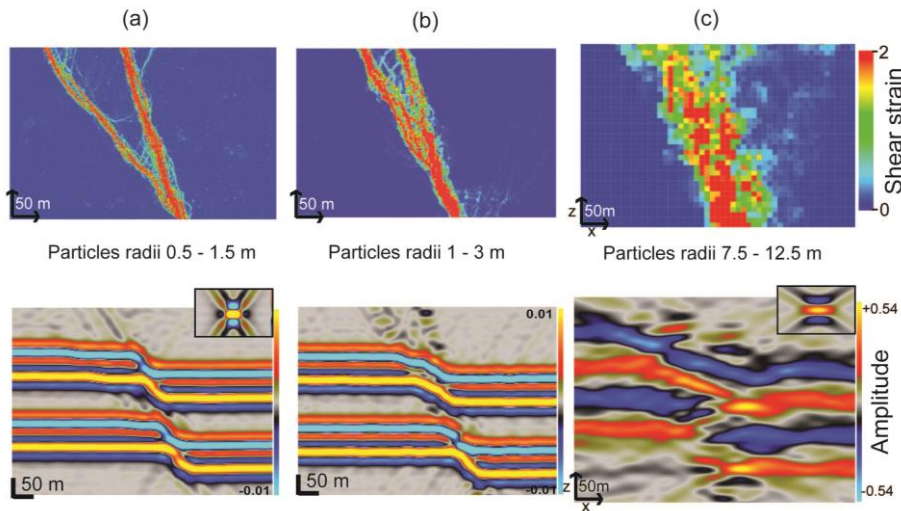 (a)
(b)
(c)
2
Shear strain
0
50 m
50 m
z
50m
x
Particles radii 0.5 - 1.5 m
Particles radii 1 - 3 m
Particles radii 7.5 - 12.5 m
0.01
+0.54
Amplitude
-0.54
-0.01
-0.01
50 m
50 m
z
50m
x